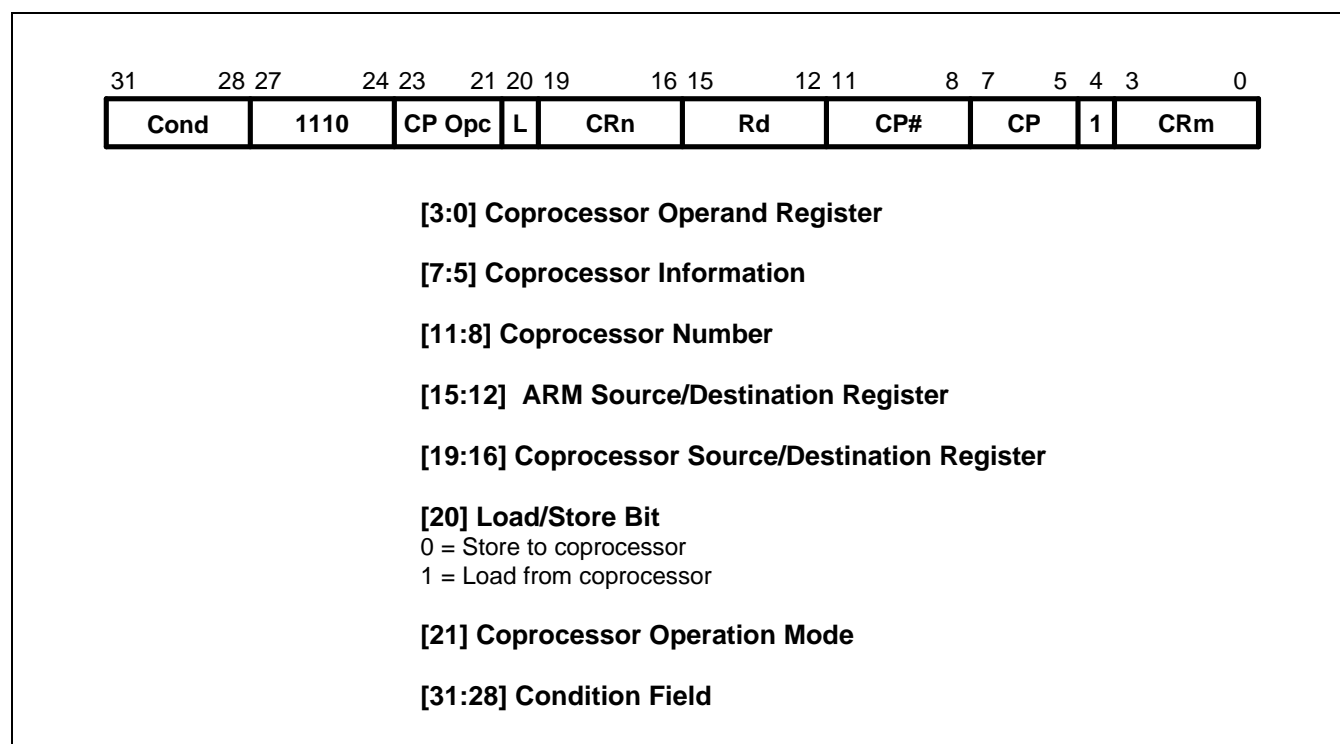 31 28 27 24 23 21 20 19 16 15 12 11 8 7 5 4 3 0
Cond 1110 CP Opc L CRn Rd CP# CP 1 CRm
[3:0] Coprocessor Operand Register
[7:5] Coprocessor Information
[11:8] Coprocessor Number
[15:12] ARM Source/Destination Register
[19:16] Coprocessor Source/Destination Register
[20] Load/Store Bit
0 = Store to coprocessor
1 = Load from coprocessor
[21] Coprocessor Operation Mode
[31:28] Condition Field